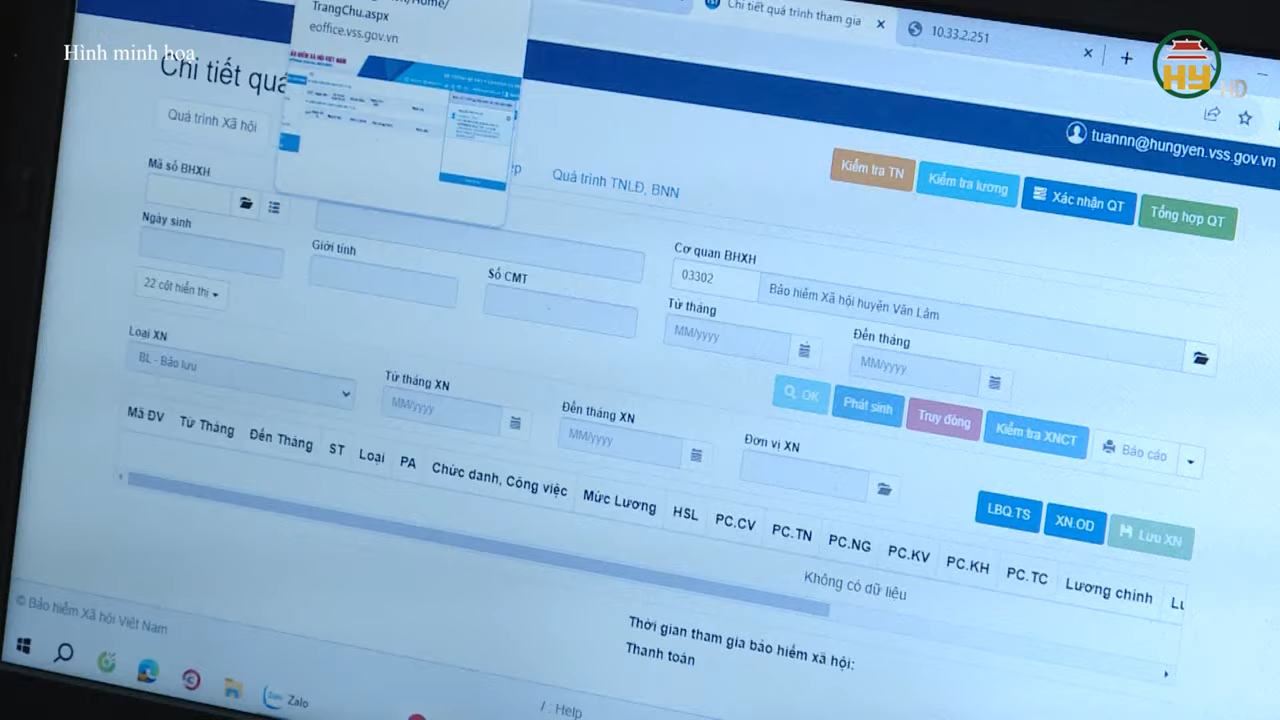 TrangChu.aspx
eoffice.vss.gov.vn
Chi tiết quá trình tham gia
10.33.2.251
Hình minh họa
HY HD
Chi tiết quá
tuannn@hungyen.vss.gov.vn
Quá trình Xã hội
Quá trình TNLĐ, BNN
Kiểm tra TN
Kiểm tra lương
Xác nhận QT
Tổng hợp QT
Mã số BHXH
Ngày sinh
Giới tính
Số CMT
Cơ quan BHXH
03302
Bảo hiểm Xã hội huyện Văn Lâm
22 cột hiển thị
Từ tháng
MM/yyyy
Đến tháng
MM/yyyy
Loại XN
BL - Bảo lưu
Từ tháng XN
MM/yyyy
Đến tháng XN
MM/yyyy
Đơn vị XN
OK
Phát sinh
Truy đóng
Kiểm tra XNCT
Báo cáo
LBQ.TS
XN.OD
Lưu XN
Mã ĐV Từ Tháng Đến Tháng ST Loại PA Chức danh, Công việc Mức Lương HSL PC.CV PC.TN PC.NG PC.KV PC.KH PC.TC Lương chính
Không có dữ liệu
Thời gian tham gia bảo hiểm xã hội:
Thanh toán
© Bảo hiểm Xã hội Việt Nam
/ : Help
Zalo